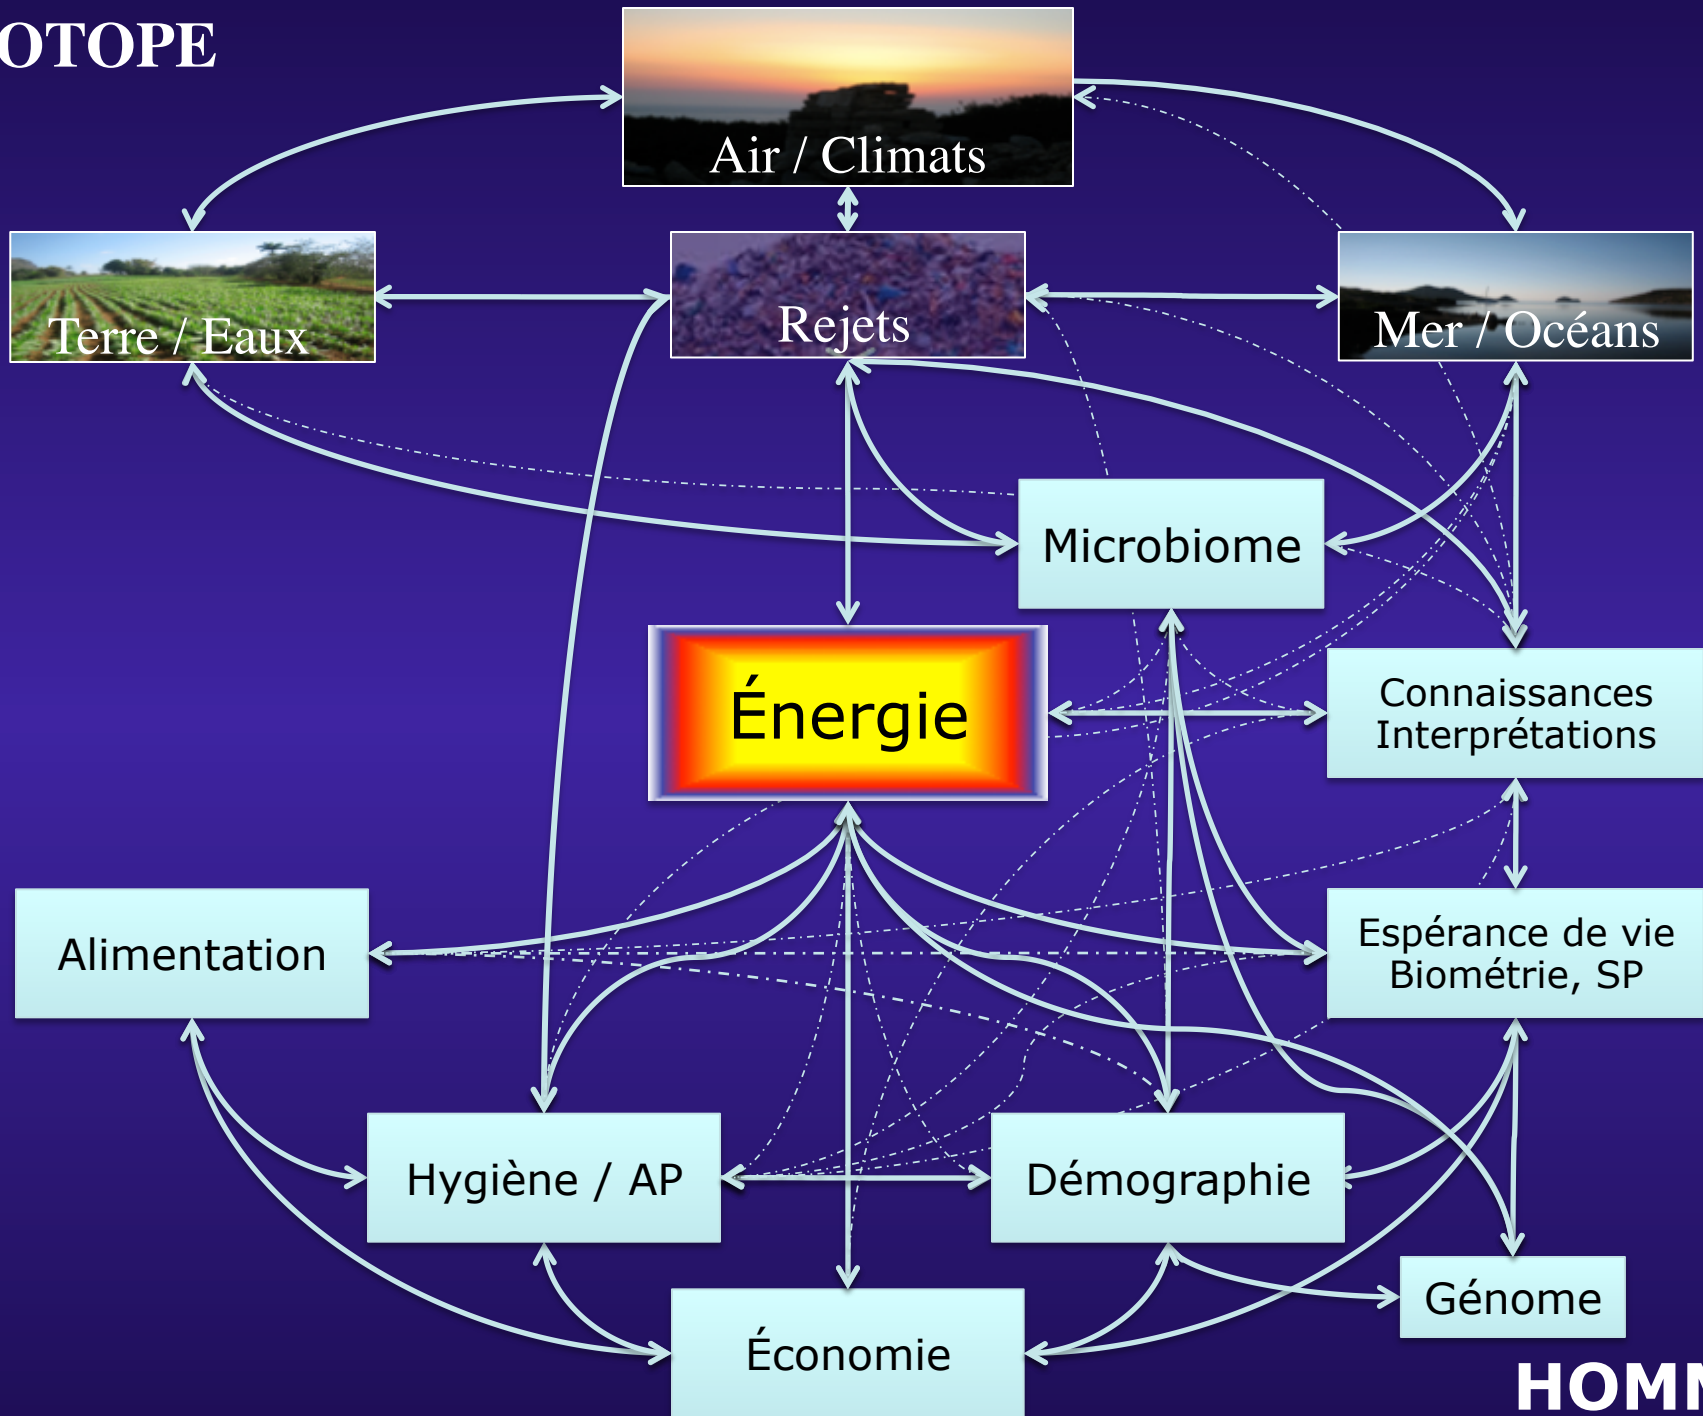 OTOPE
Air / Climats
Terre / Eaux
Rejets
Mer / Océans
Microbiome
Énergie
Connaissances
Interprétations
Alimentation
Espérance de vie
Biométrie, SP
Hygiène / AP
Démographie
Génome
Économie
HOMM